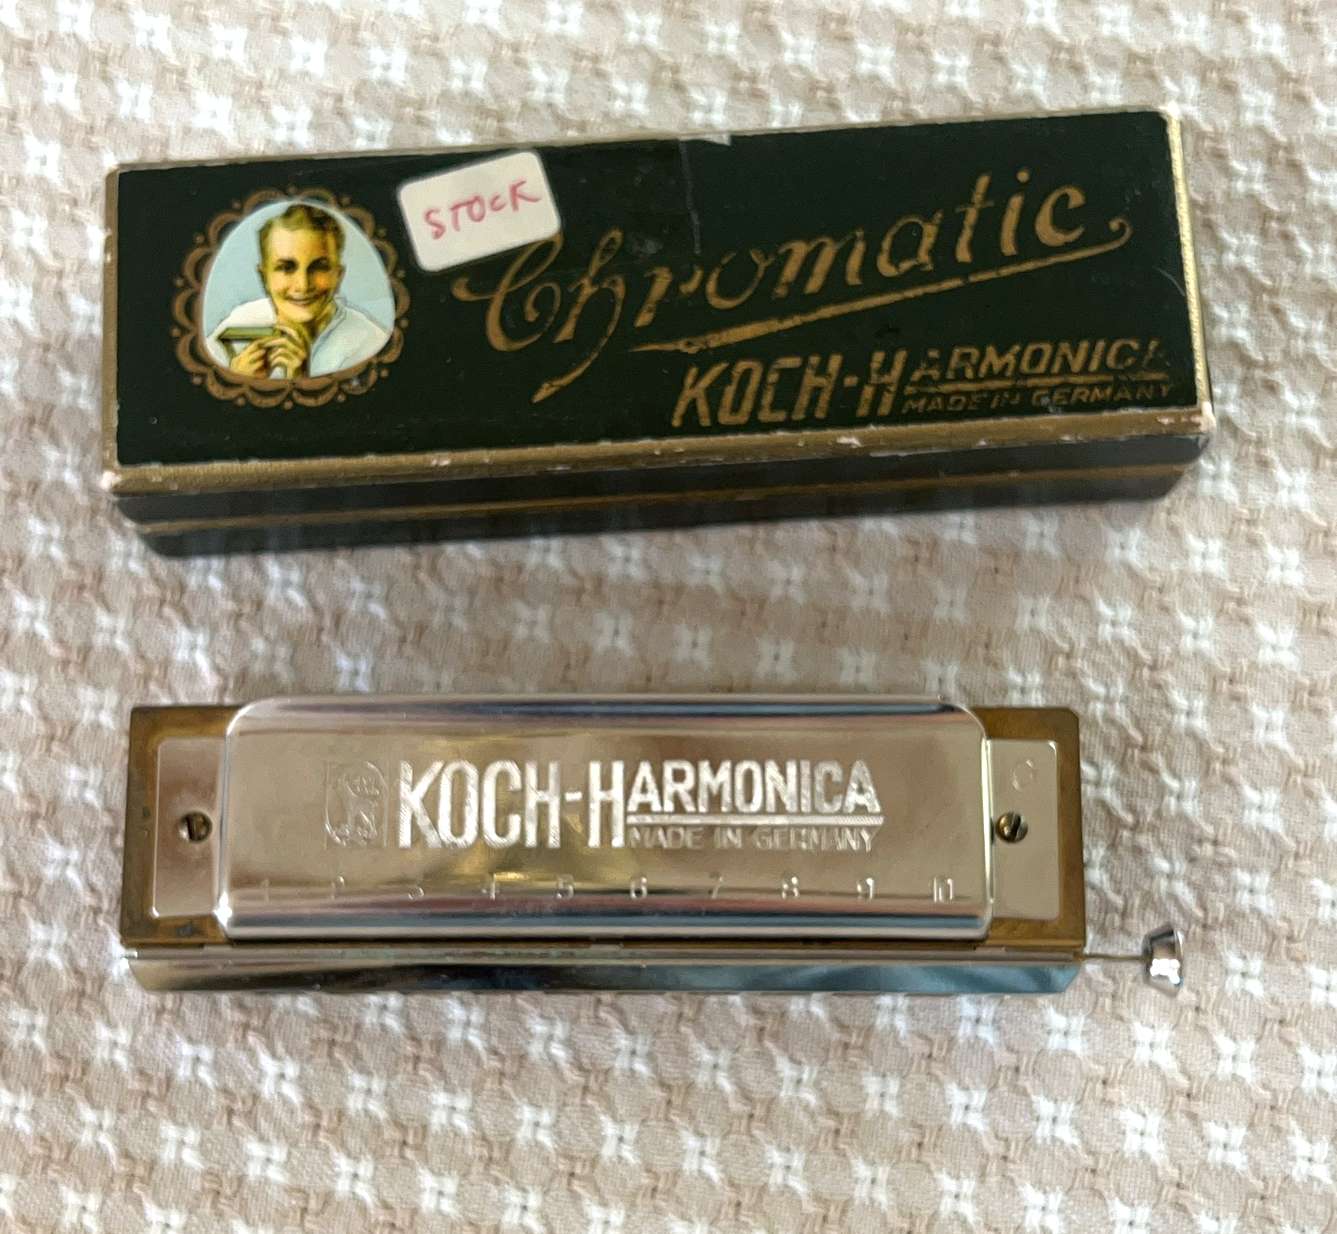 STOCK
Chromatic
KOCH-HARMONICA
MADE IN GERMANY
KOCH-HARMONICA
MADE IN GERMANY
1 2 3 4 5 6 7 8 9 10